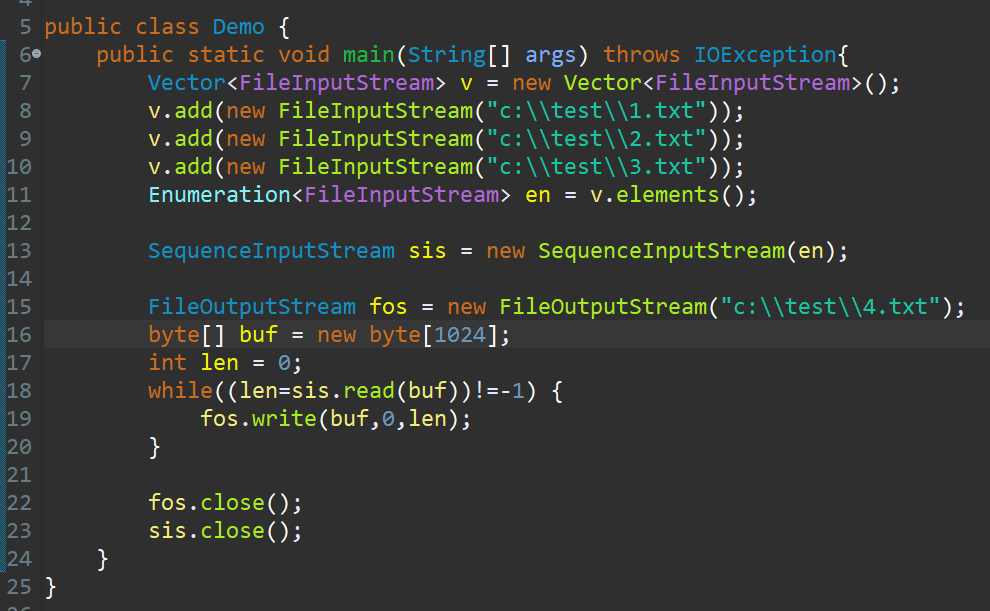 5 public class Demo {
6 public static void main(String[] args) throws IOException{
7 Vector<FileInputStream> v = new Vector<FileInputStream>();
8 v.add(new FileInputStream("c:\\test\\1.txt"));
9 v.add(new FileInputStream("c:\\test\\2.txt"));
10 v.add(new FileInputStream("c:\\test\\3.txt"));
11 Enumeration<FileInputStream> en = v.elements();
12
13 SequenceInputStream sis = new SequenceInputStream(en);
14
15 FileOutputStream fos = new FileOutputStream("c:\\test\\4.txt");
16 byte[] buf = new byte[1024];
17 int len = 0;
18 while((len=sis.read(buf))!=-1) {
19 fos.write(buf,0,len);
20 }
21
22 fos.close();
23 sis.close();
24 }
25 }